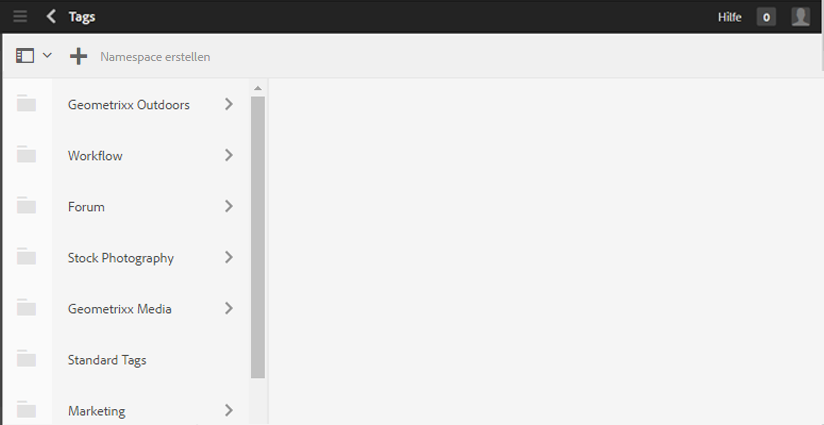 Tags
Hilfe 0
Namespace erstellen
Geometrixx Outdoors
Workflow
Forum
Stock Photography
Geometrixx Media
Standard Tags
Marketing